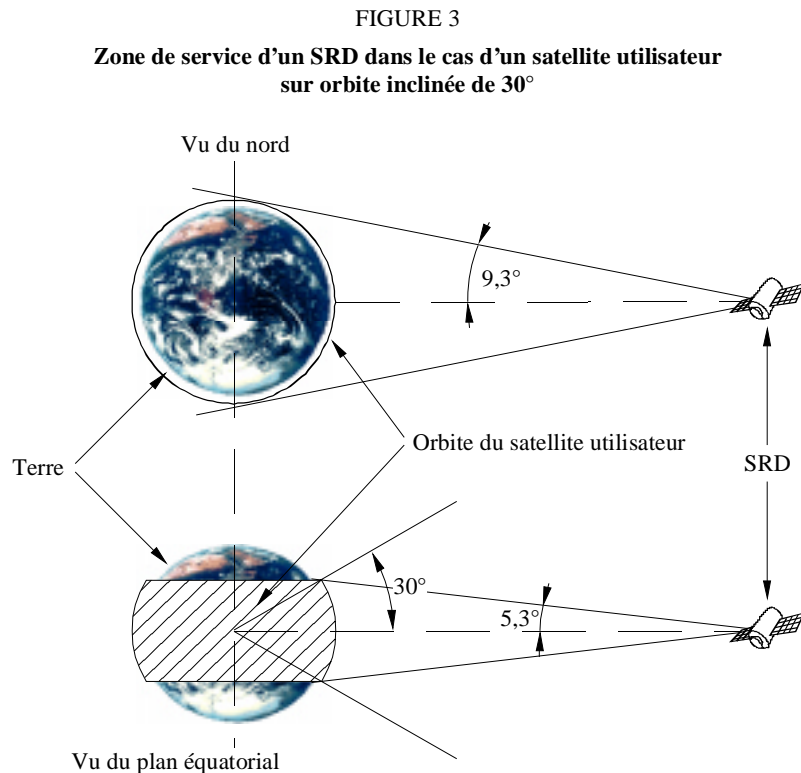 FIGURE 3
Zone de service d'un SRD dans le cas d'un satellite utilisateur
sur orbite inclinée de 30°
Vu du nord
9,3°
Orbite du satellite utilisateur
Terre
SRD
30°
5,3°
Vu du plan équatorial